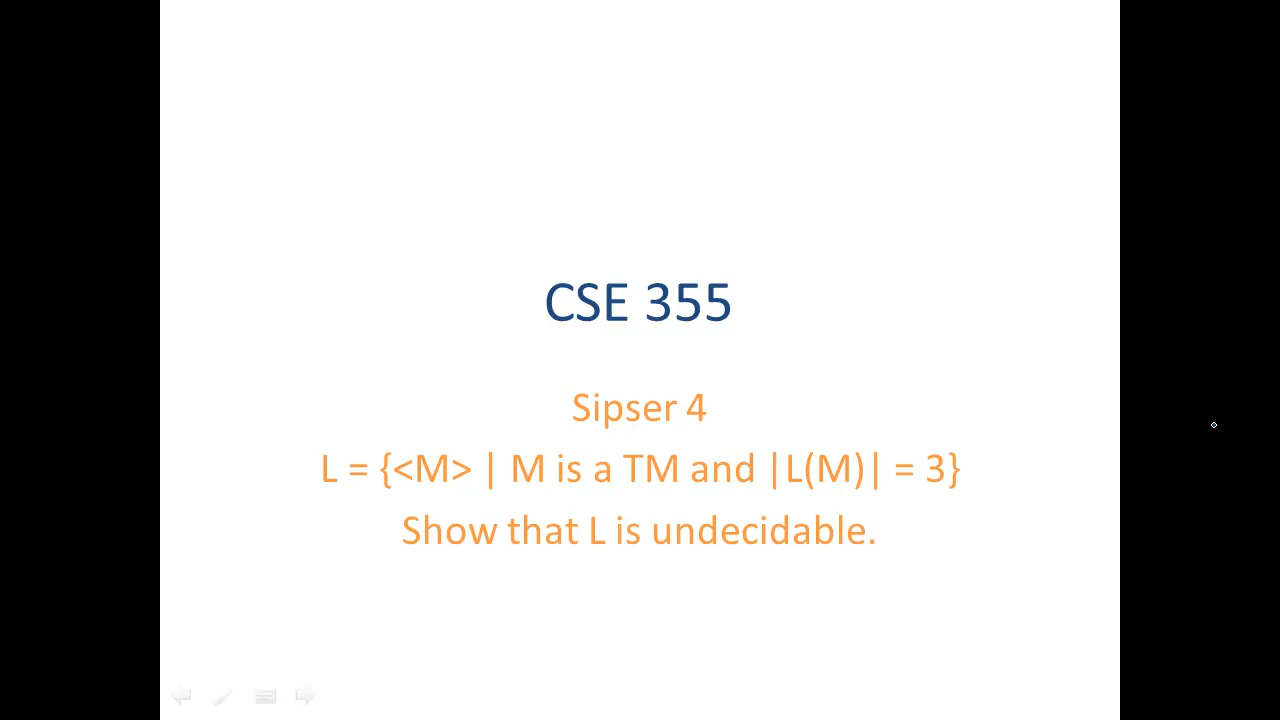 CSE 355
Sipser 4
L = {<M> | M is a TM and |L(M)| = 3}
Show that L is undecidable.